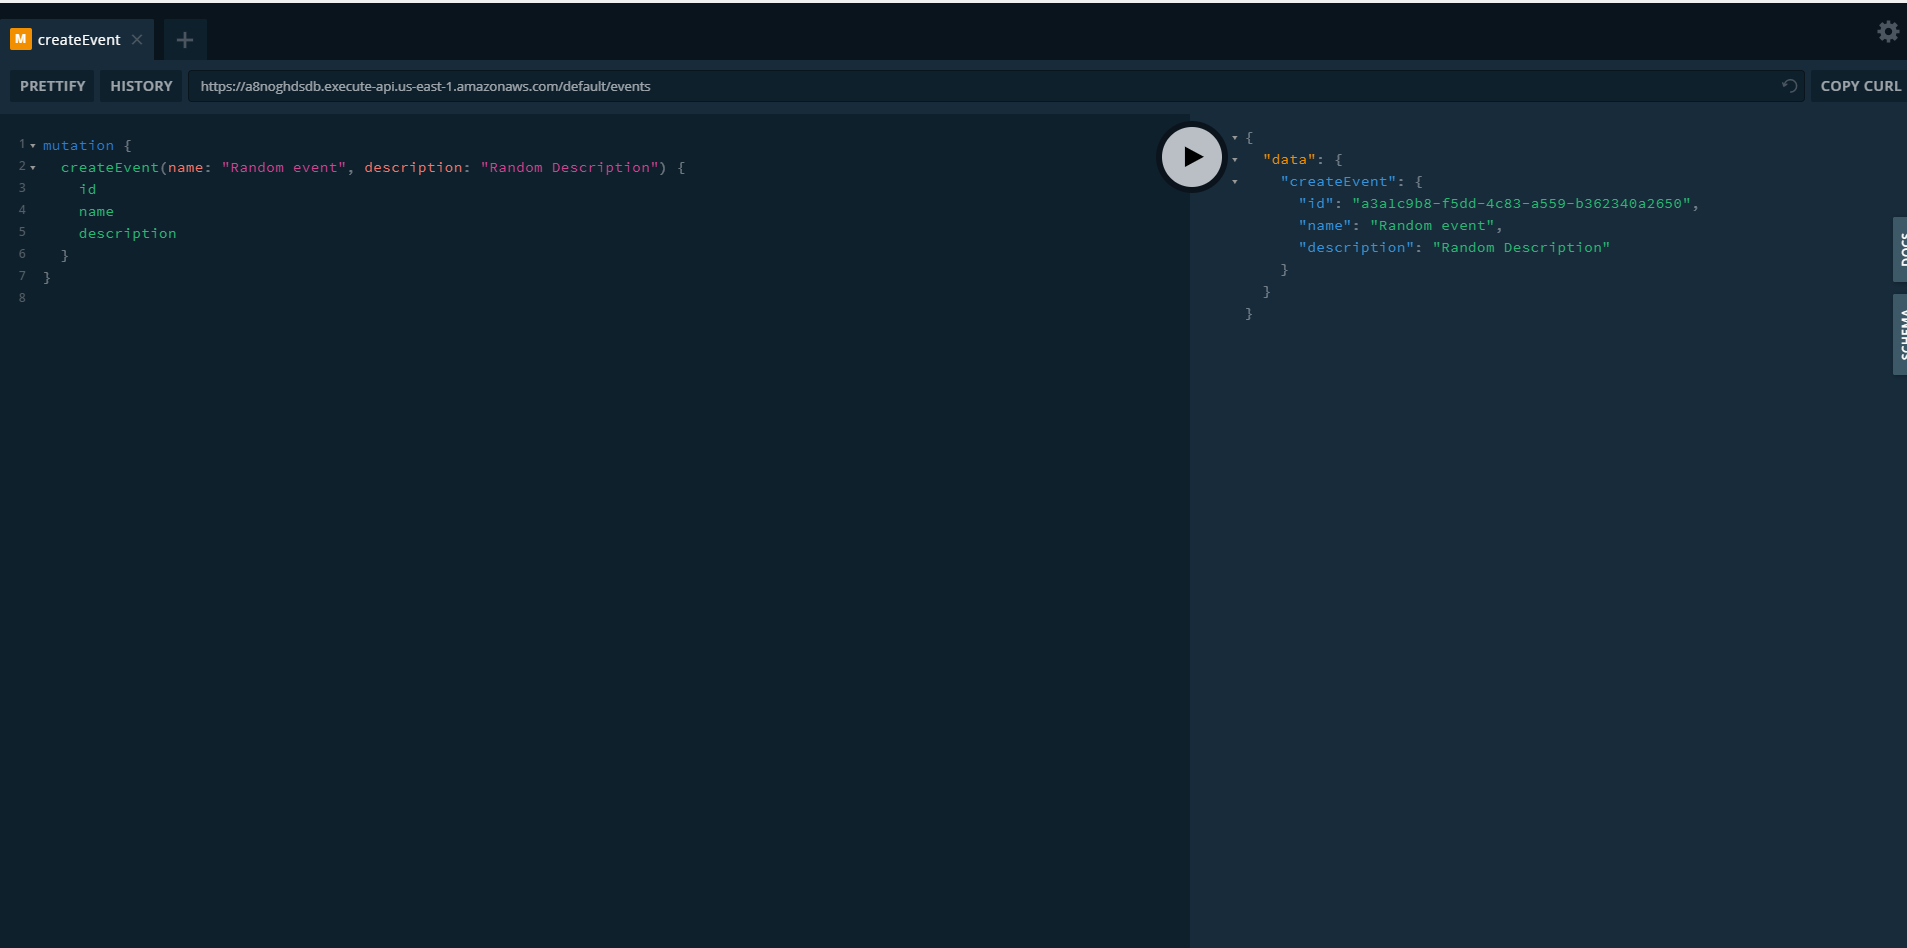 M createEvent
PRETTIFY HISTORY https://a8noghdsdb.execute-api.us-east-1.amazonaws.com/default/events COPY CURL
1 mutation {
2 createEvent(name: "Random event", description: "Random Description") {
3 id
4 name
5 description
6 }
7 }
8
{
"data": {
"createEvent": {
"id": "a3a1c9b8-f5dd-4c83-a559-b362340a2650",
"name": "Random event",
"description": "Random Description"
}
}
}
DOCS
SCHEMA